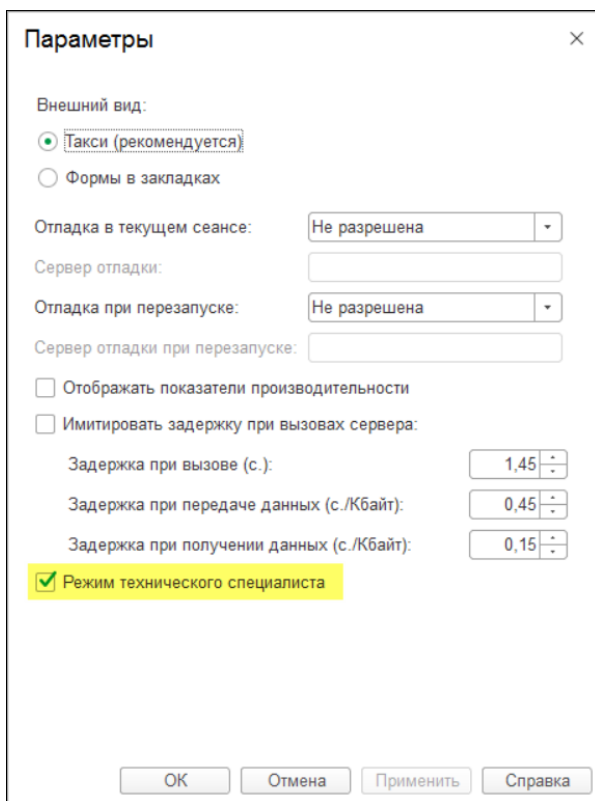 Параметры
Внешний вид:
Такси (рекомендуется)
Формы в закладках
Отладка в текущем сеансе: Не разрешена
Сервер отладки:
Отладка при перезапуске: Не разрешена
Сервер отладки при перезапуске:
Отображать показатели производительности
Имитировать задержку при вызовах сервера:
Задержка при вызове (с.): 1,45
Задержка при передаче данных (с./Кбайт): 0,45
Задержка при получении данных (с./Кбайт): 0,15
Режим технического специалиста
ОК Отмена Применить Справка